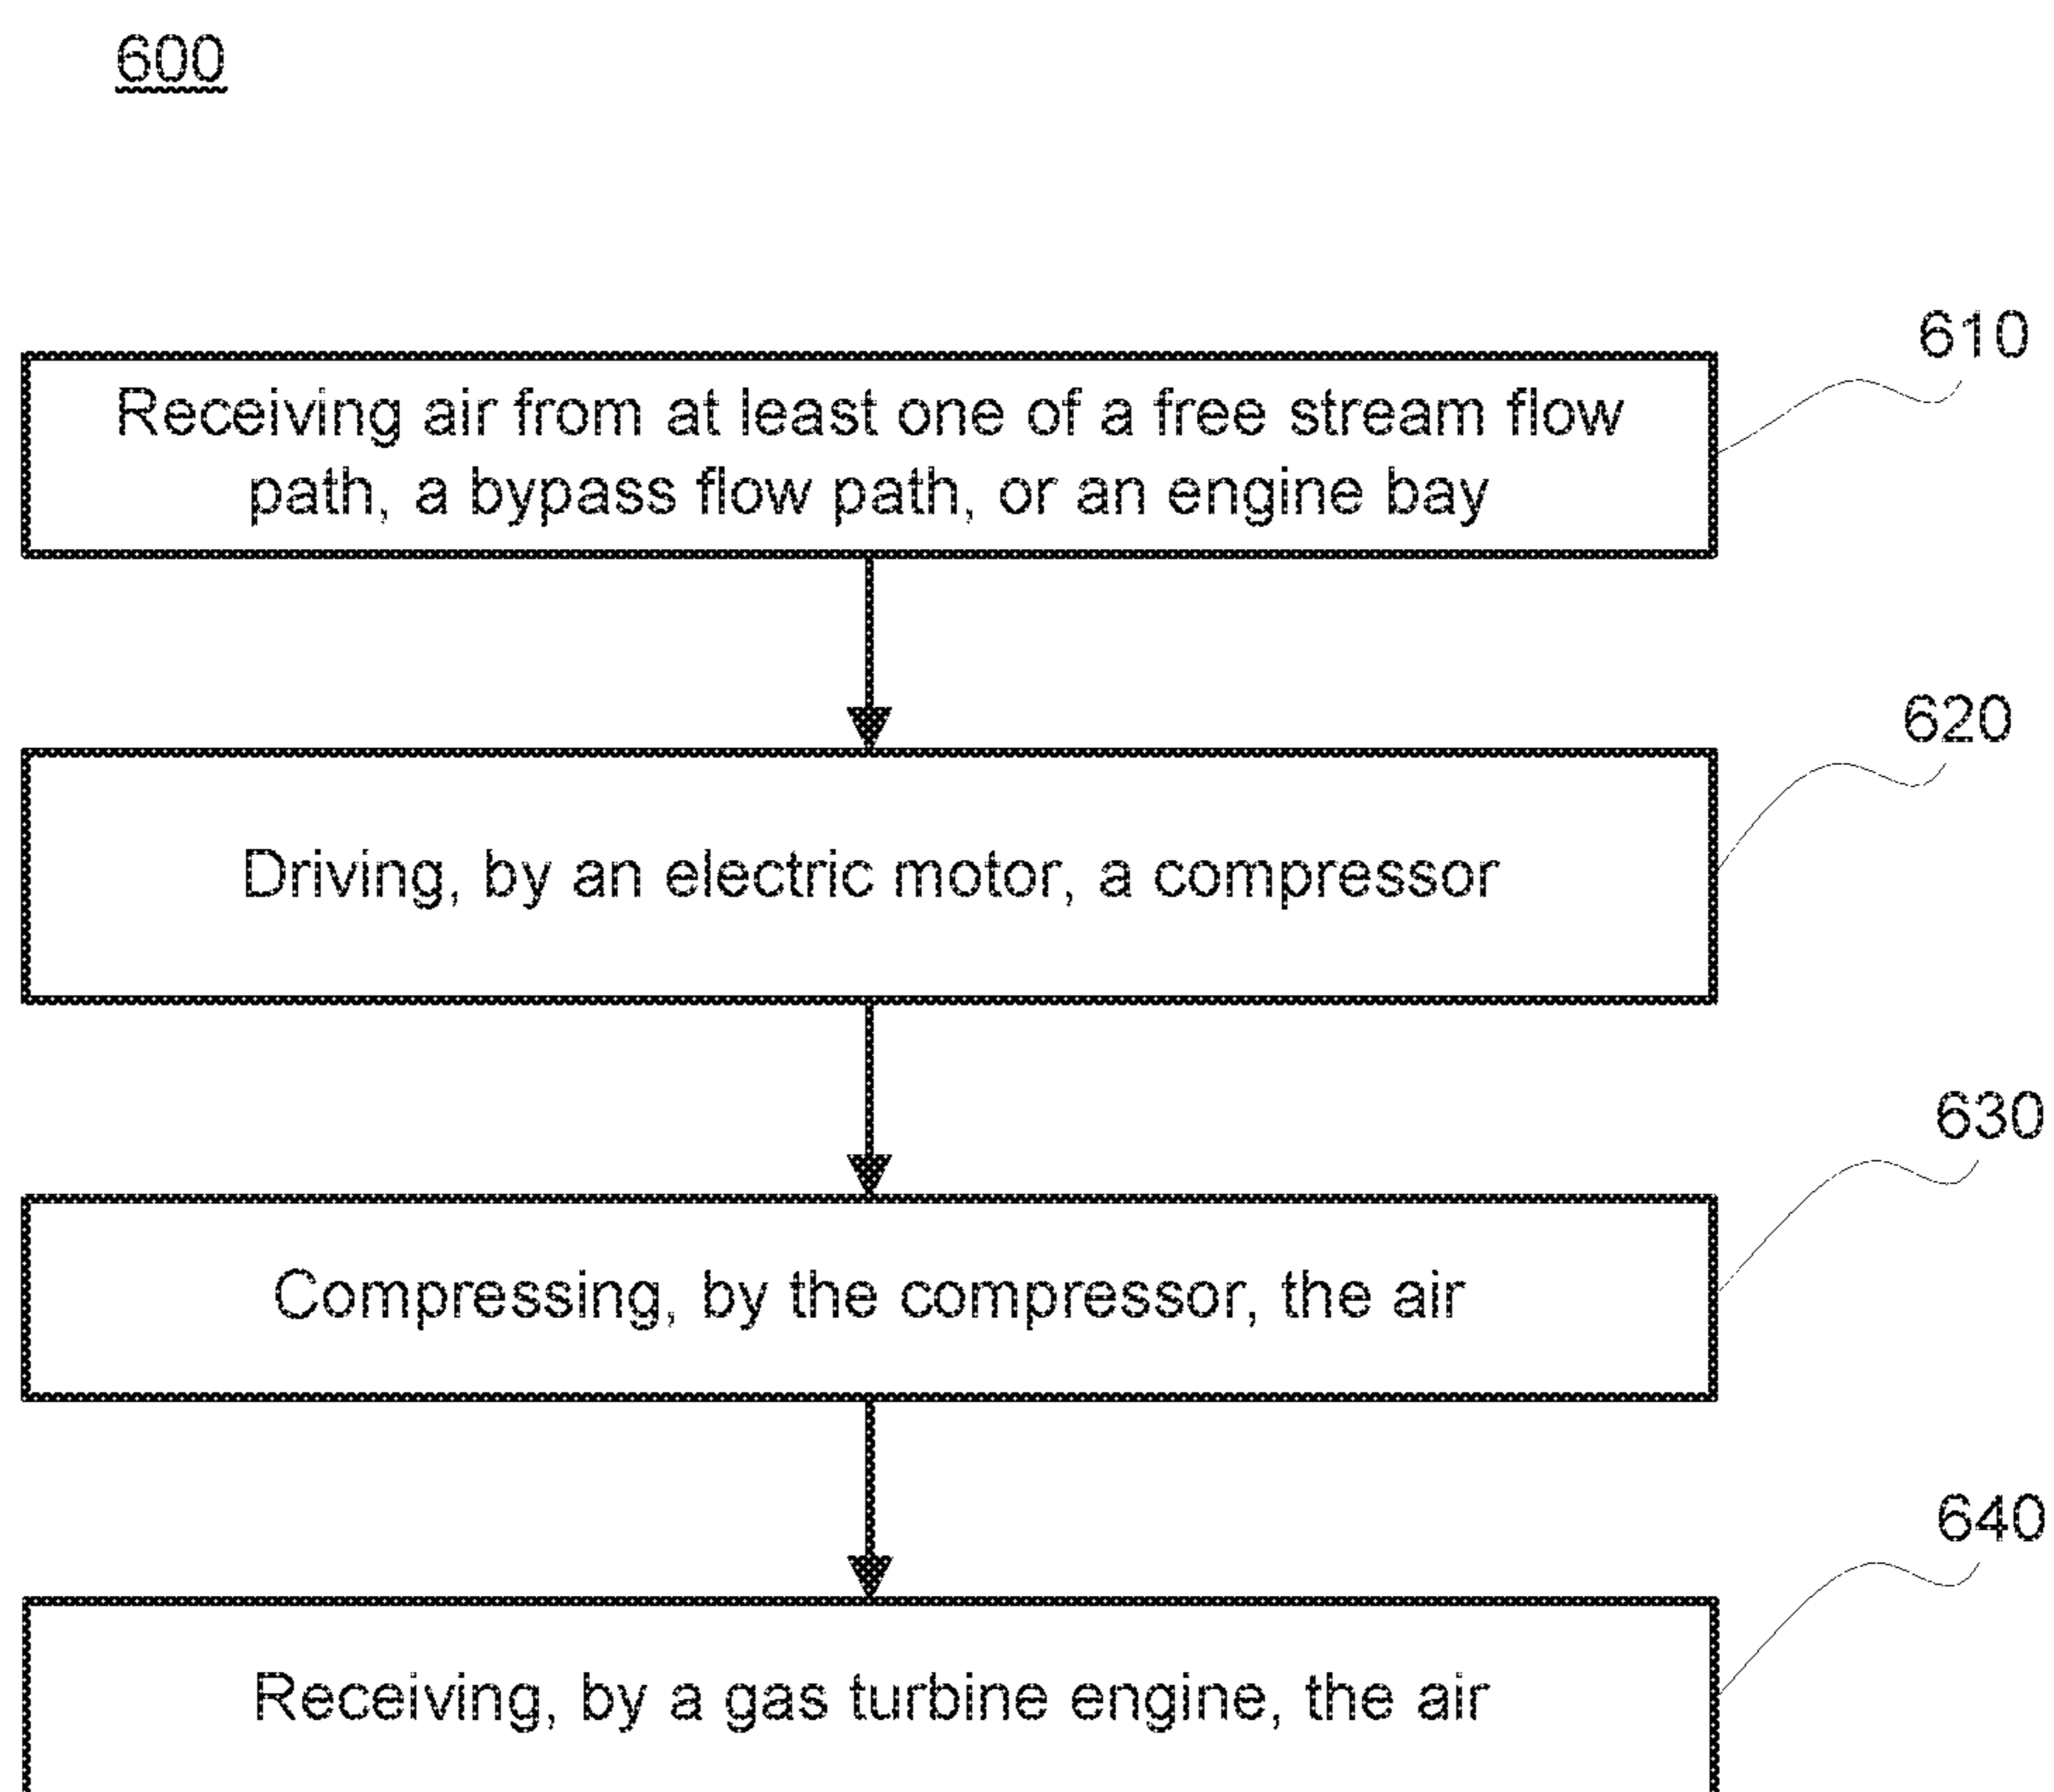 600
610
Receiving air from at least one of a free stream flow
path, a bypass flow path, or an engine bay
620
Driving, by an electric motor, a compressor
630
Compressing, by the compressor, the air
640
Receiving, by a gas turbine engine, the air